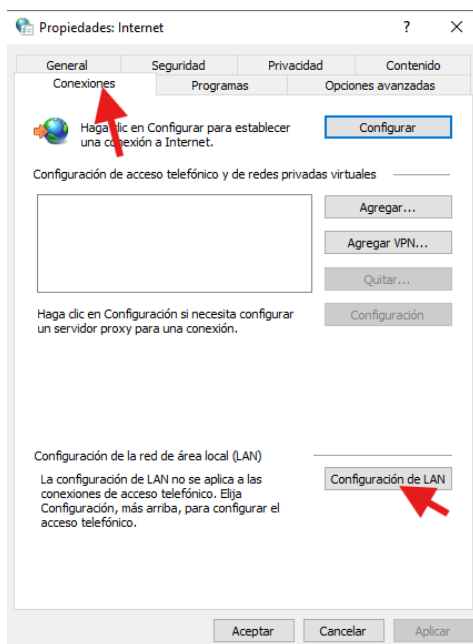 Propiedades: Internet
?
General
Seguridad
Privacidad
Contenido
Conexiones
Programas
Opciones avanzadas
Haga clic en Configurar para establecer
una conexión a Internet.
Configurar
Configuración de acceso telefónico y de redes privadas virtuales
Agregar...
Agregar VPN...
Quitar...
Haga clic en Configuración si necesita configurar
un servidor proxy para una conexión.
Configuración
Configuración de la red de área local (LAN)
La configuración de LAN no se aplica a las
conexiones de acceso telefónico. Elija
Configuración, más arriba, para configurar el
acceso telefónico.
Configuración de LAN
Aceptar
Cancelar
Aplicar